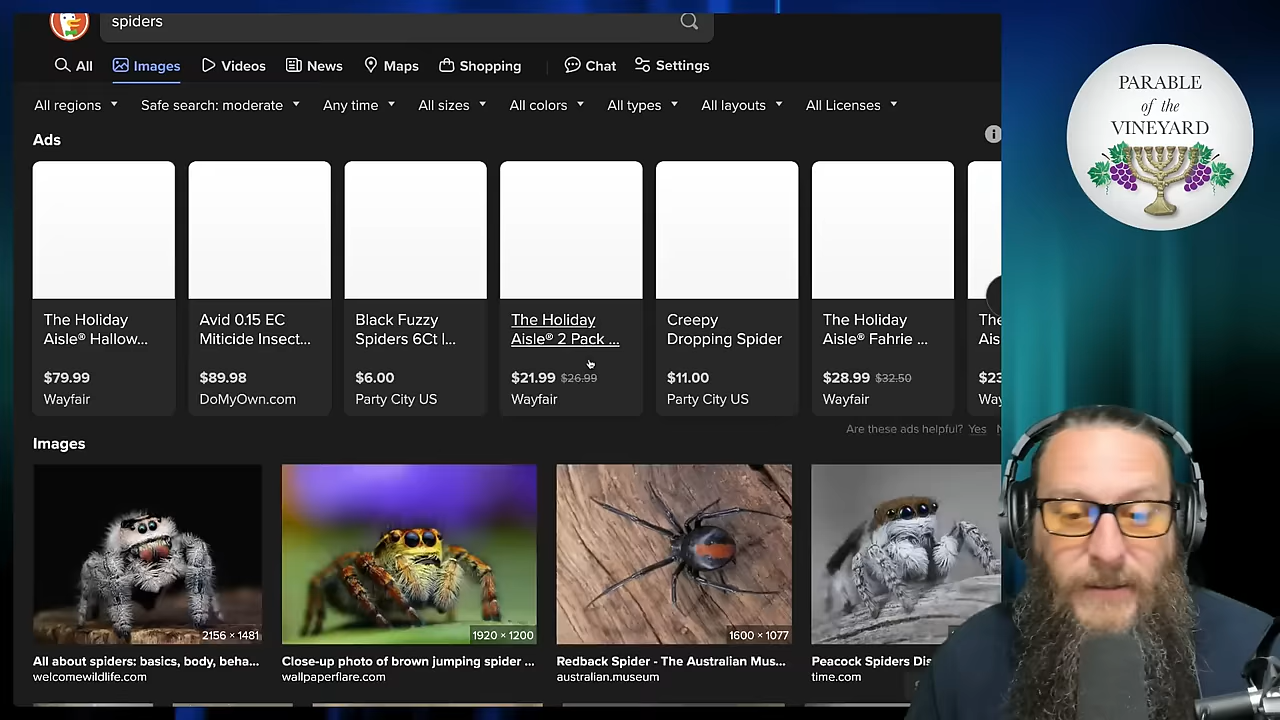 spiders
All
Images
Videos
News
Maps
Shopping
Chat
Settings
All regions
Safe search: moderate
Any time
All sizes
All colors
All types
All layouts
All Licenses
Ads
The Holiday
Aisle® Hallow...
$79.99
Wayfair
Avid 0.15 EC
Miticide Insect...
$89.98
DoMyOwn.com
Black Fuzzy
Spiders 6Ct |...
$6.00
Party City US
The Holiday
Aisle® 2 Pack ...
$21.99 $26.99
Wayfair
Creepy
Dropping Spider
$11.00
Party City US
The Holiday
Aisle® Fahrie ...
$28.99 $32.50
Wayfair
The
Ais
$23
Way
Are these ads helpful? Yes N
Images
2156 × 1481
All about spiders: basics, body, beha...
welcomewildlife.com
1920 × 1200
Close-up photo of brown jumping spider ...
wallpaperflare.com
1600 × 1077
Redback Spider - The Australian Mus...
australian.museum
Peacock Spiders Dis
time.com
PARABLE
of the
VINEYARD